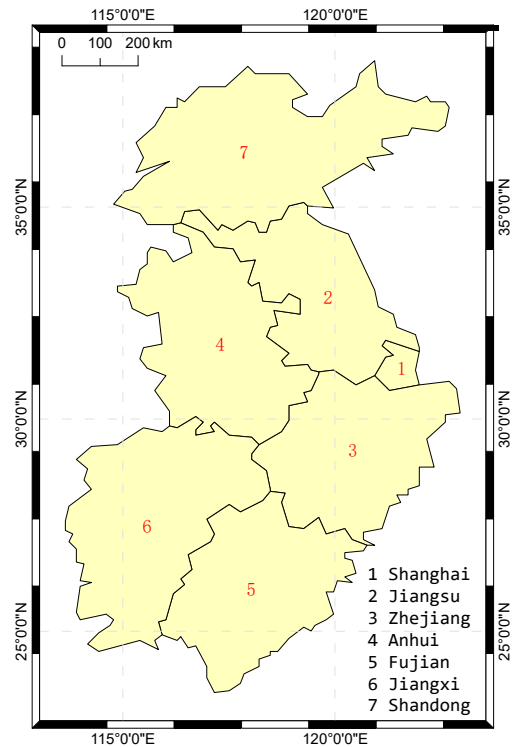 115°0'0"E 120°0'0"E
0 100 200 km
7
35°0'0"N 35°0'0"N
2
4
1
30°0'0"N 30°0'0"N
3
6
5
1 Shanghai
2 Jiangsu
3 Zhejiang
4 Anhui
5 Fujian
6 Jiangxi
7 Shandong
25°0'0"N 25°0'0"N
115°0'0"E 120°0'0"E